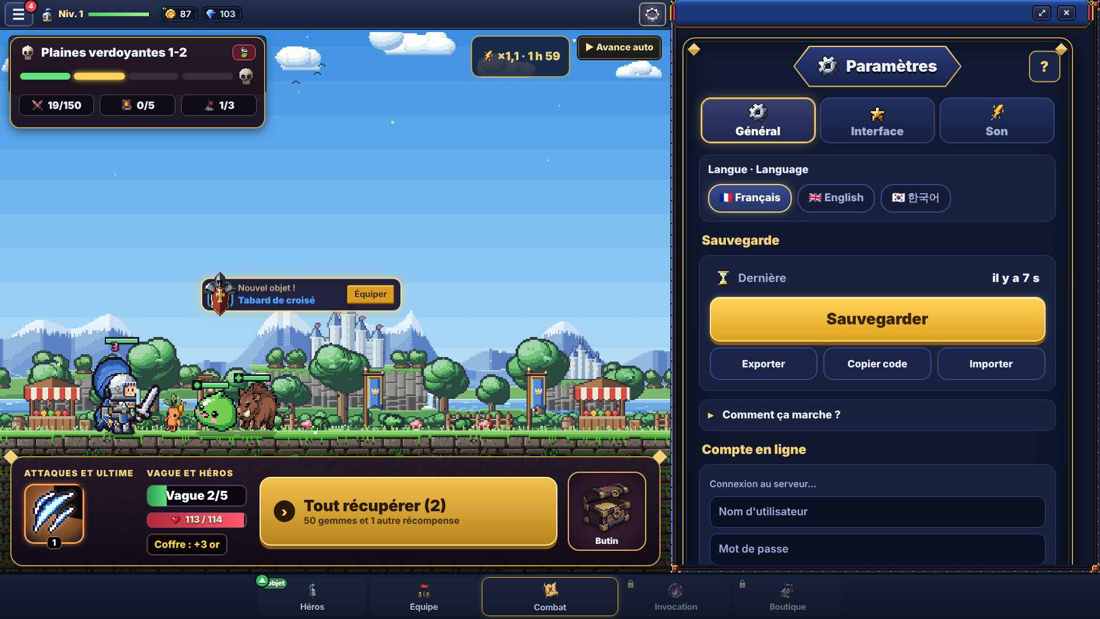 4
Niv. 1
87
103
Plaines verdoyantes 1-2
19/150
0/5
1/3
×1,1 · 1 h 59
▶ Avance auto
Nouvel objet !
Tabard de croisé
Équiper
3
ATTAQUES ET ULTIME
1
VAGUE ET HÉROS
Vague 2/5
113 / 114
Coffre : +3 or
Tout récupérer (2)
50 gemmes et 1 autre récompense
Butin
objet
Héros
Équipe
Combat
Invocation
Boutique
Paramètres
?
Général
Interface
Son
Langue · Language
Français
English
한국어
Sauvegarde
Dernière
il y a 7 s
Sauvegarder
Exporter
Copier code
Importer
Comment ça marche ?
Compte en ligne
Connexion au serveur...
Nom d'utilisateur
Mot de passe